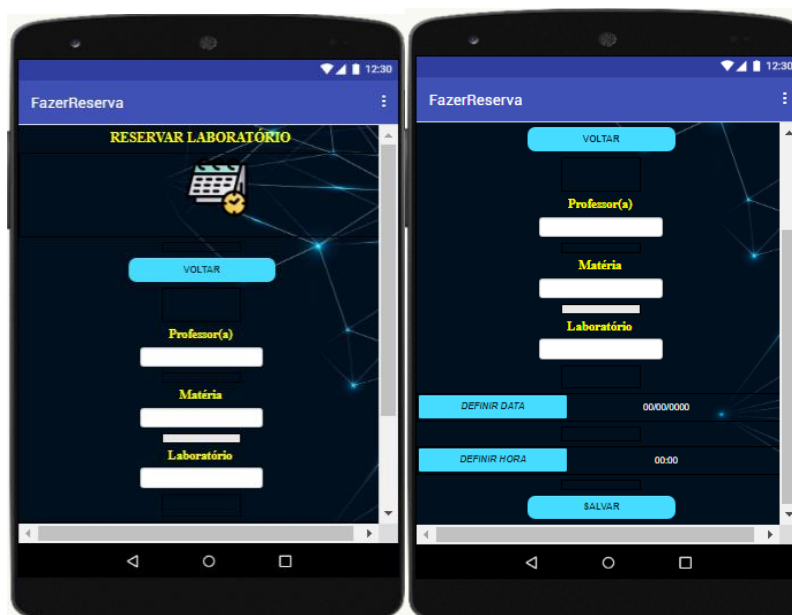 12:30
FazerReserva
RESERVAR LABORATÓRIO
VOLTAR
Professor(a)
Matéria
Laboratório
12:30
FazerReserva
VOLTAR
Professor(a)
Matéria
Laboratório
DEFINIR DATA 00/00/0000
DEFINIR HORA 00:00
SALVAR